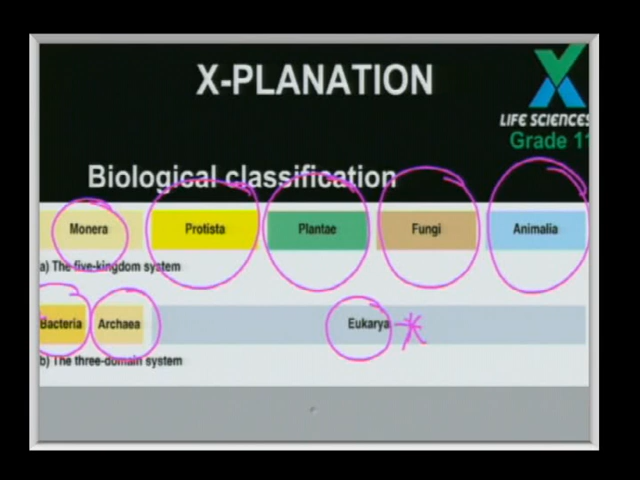 X-PLANATION
LIFE SCIENCES
Grade 11
Biological classification
Monera Protista Plantae Fungi Animalia
a) The five-kingdom system
Bacteria Archaea Eukarya *
b) The three-domain system